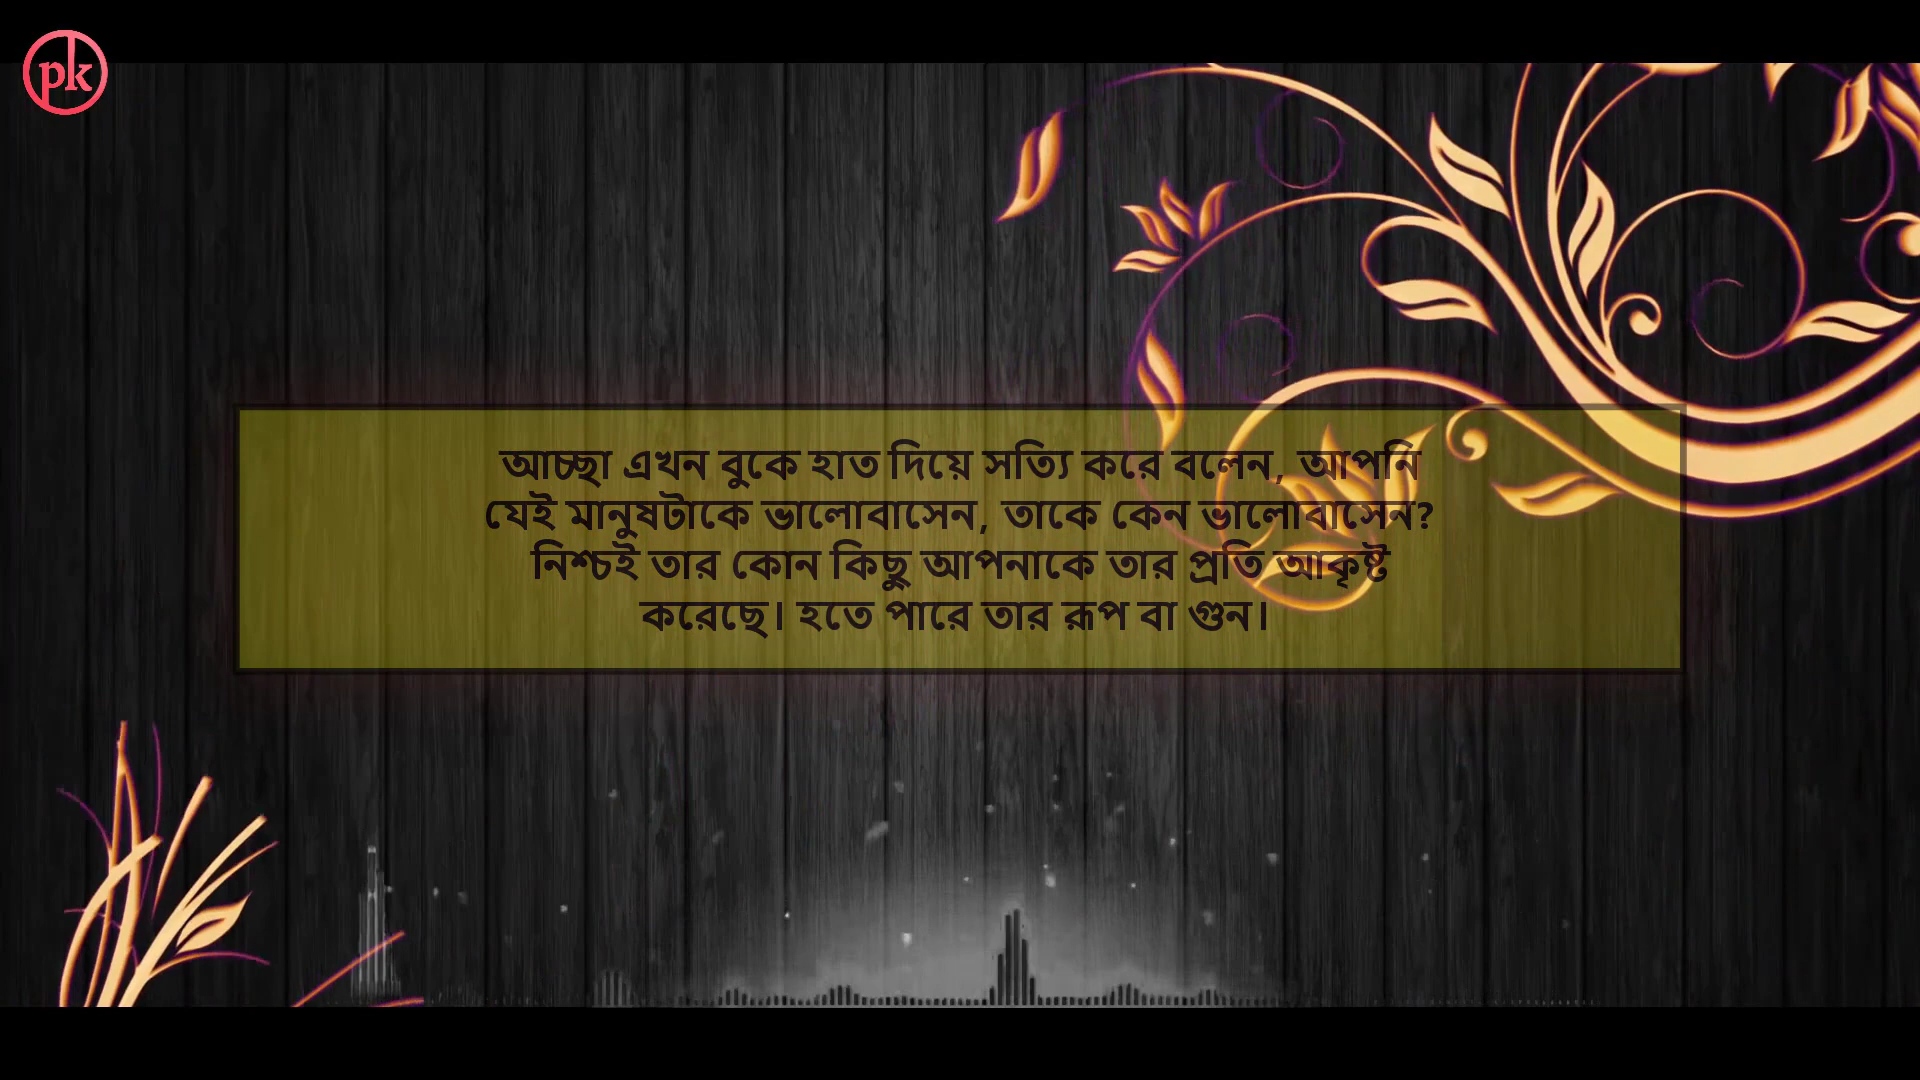 pk
আচ্ছা এখন বুকে হাত দিয়ে সত্যি করে বলেন, আপনি
যেই মানুষটাকে ভালোবাসেন, তাকে কেন ভালোবাসেন?
নিশ্চই তার কোন কিছু আপনাকে তার প্রতি আকৃষ্ট
করেছে। হতে পারে তার রূপ বা গুন।